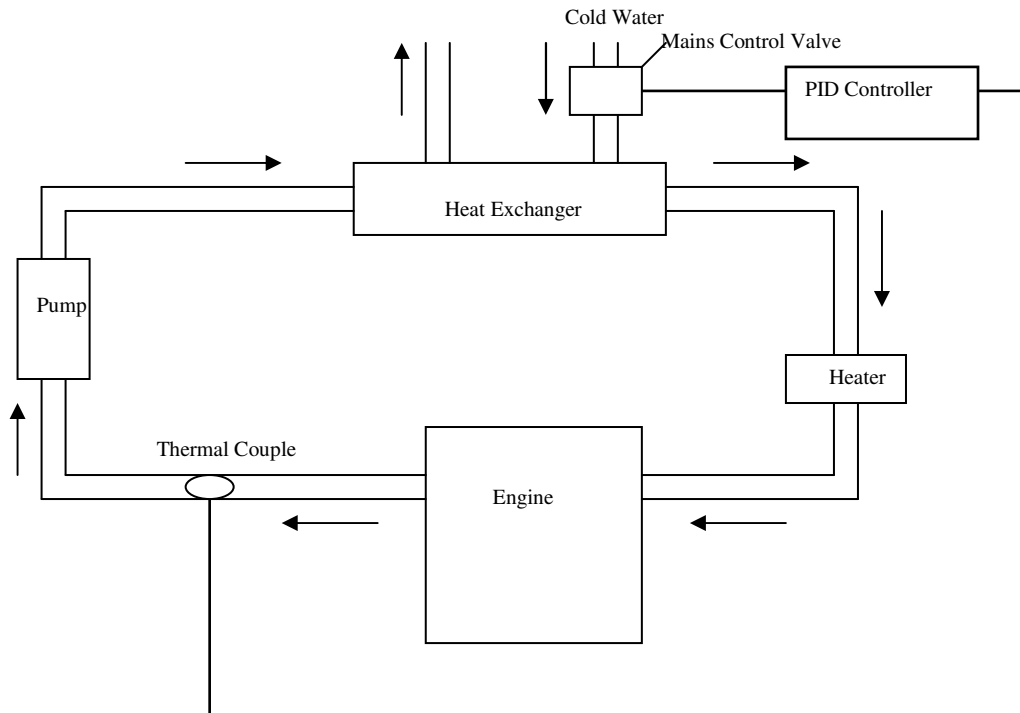 Cold Water
Mains Control Valve
PID Controller
Heat Exchanger
Pump
Heater
Thermal Couple
Engine